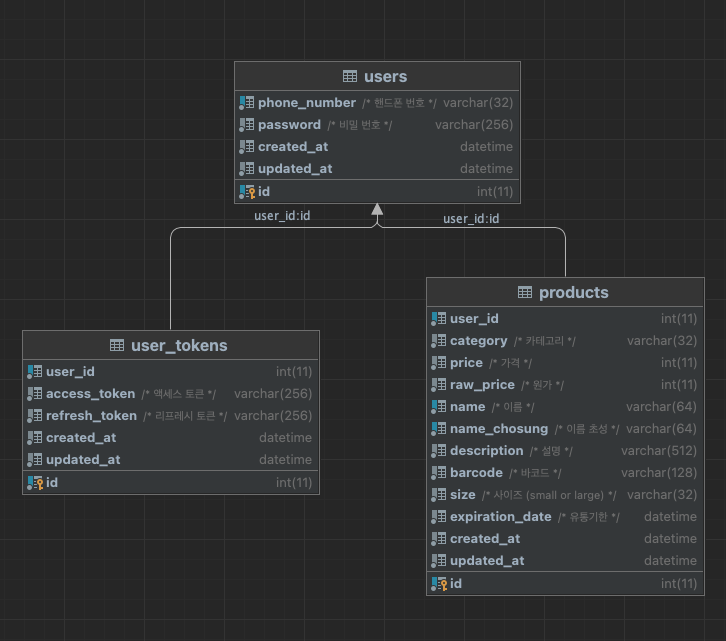 users
phone_number /* 핸드폰 번호 */ varchar(32)
password /* 비밀 번호 */ varchar(256)
created_at datetime
updated_at datetime
id int(11)
user_id:id
user_id:id
user_tokens
user_id int(11)
access_token /* 액세스 토큰 */ varchar(256)
refresh_token /* 리프레시 토큰 */ varchar(256)
created_at datetime
updated_at datetime
id int(11)
products
user_id int(11)
category /* 카테고리 */ varchar(32)
price /* 가격 */ int(11)
raw_price /* 원가 */ int(11)
name /* 이름 */ varchar(64)
name_chosung /* 이름 초성 */ varchar(64)
description /* 설명 */ varchar(512)
barcode /* 바코드 */ varchar(128)
size /* 사이즈 (small or large) */ varchar(32)
expiration_date /* 유통기한 */ datetime
created_at datetime
updated_at datetime
id int(11)